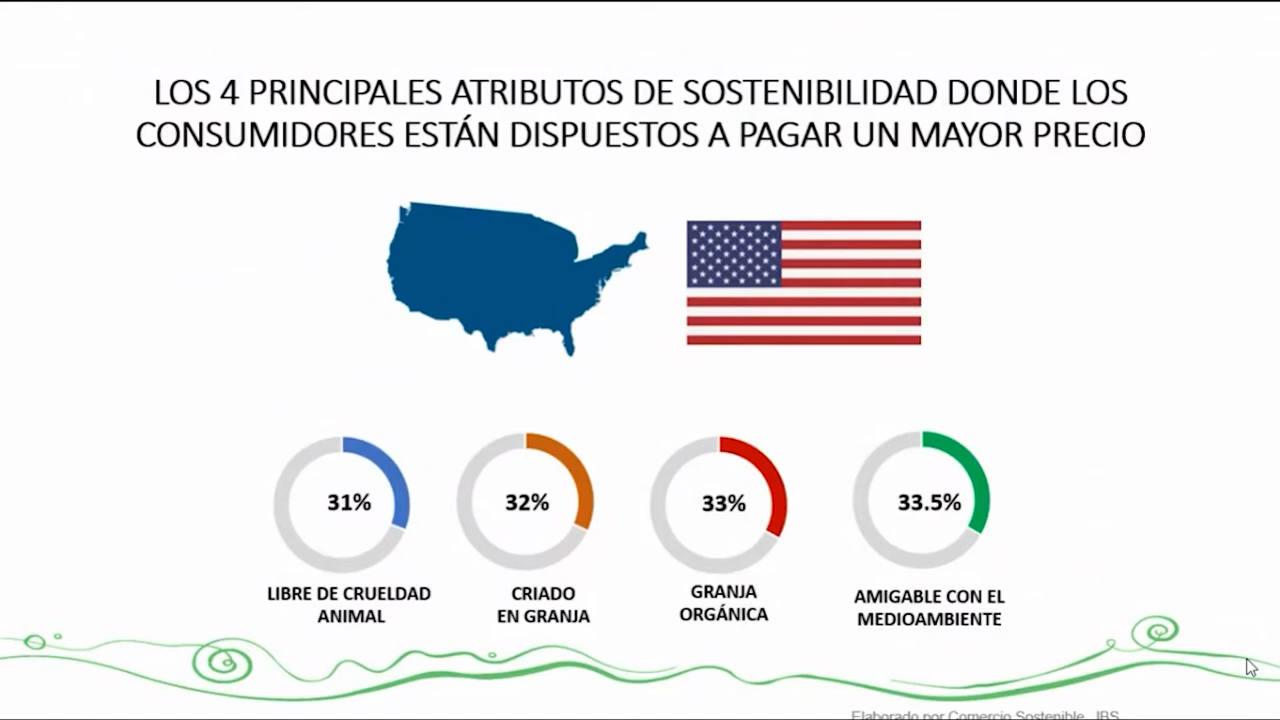 LOS 4 PRINCIPALES ATRIBUTOS DE SOSTENIBILIDAD DONDE LOS
CONSUMIDORES ESTÁN DISPUESTOS A PAGAR UN MAYOR PRECIO
31%
32%
33%
33.5%
LIBRE DE CRUELDAD
ANIMAL
CRIADO
EN GRANJA
GRANJA
ORGÁNICA
AMIGABLE CON EL
MEDIOAMBIENTE
Elaborado por Comercio Sostenible, IBS